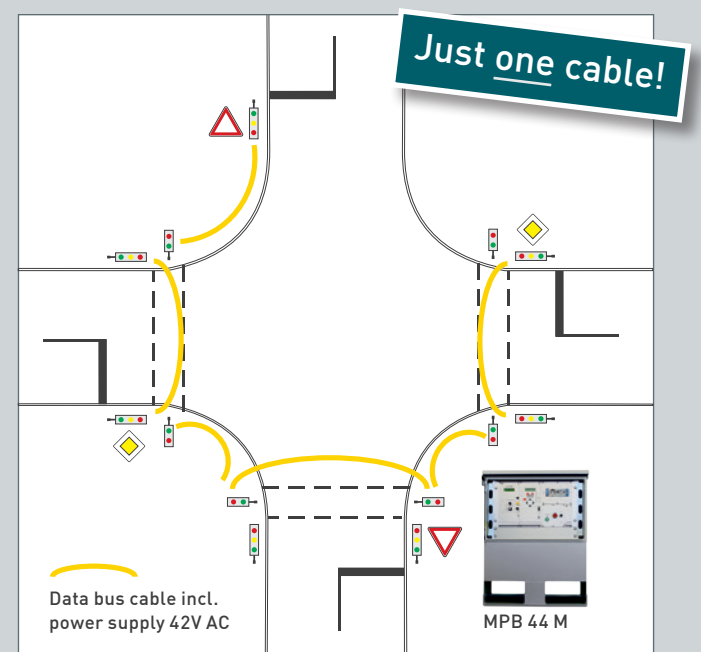 Just one cable!
Data bus cable incl.
power supply 42V AC
MPB 44 M